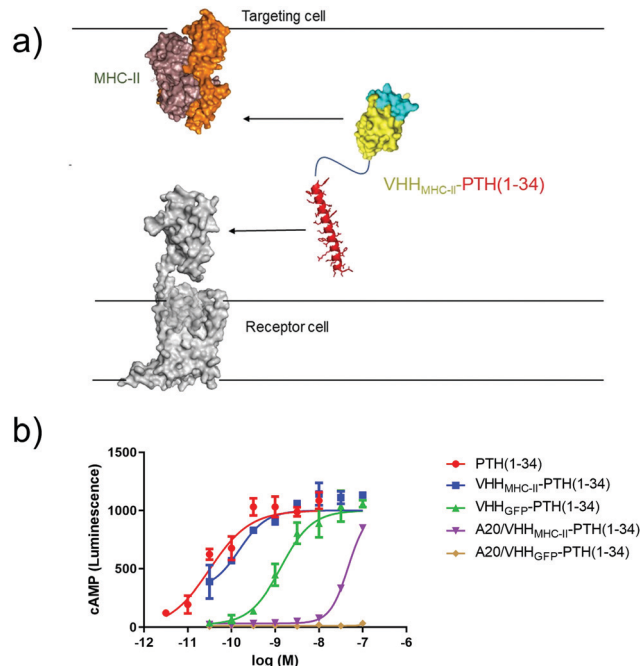 a)
Targeting cell
MHC-II
VHHMHC-II-PTH(1-34)
Receptor cell
b)
1500
1000
500
0
cAMP (Luminescence)
-12 -11 -10 -9 -8 -7 -6
log (M)
PTH(1-34)
VHHMHC-II-PTH(1-34)
VHHGFP-PTH(1-34)
A20/VHHMHC-II-PTH(1-34)
A20/VHHGFP-PTH(1-34)